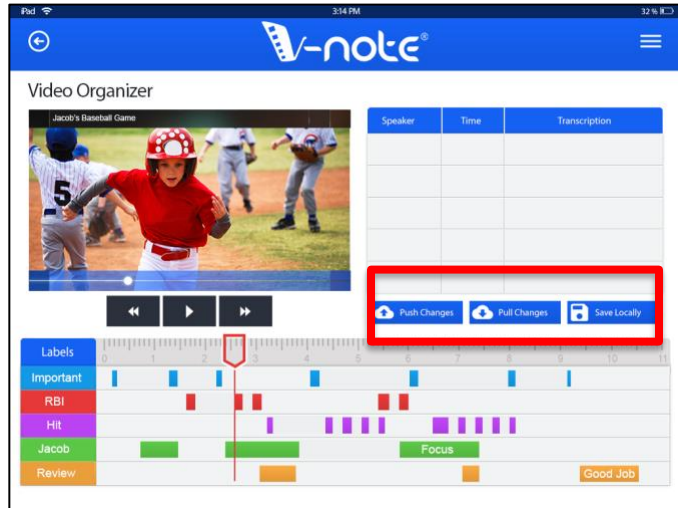 iPad 3:14 PM 32 %
V-note®
Video Organizer
Jacob's Baseball Game
5
Speaker Time Transcription
Push Changes Pull Changes Save Locally
Labels 0 1 2 3 4 5 6 7 8 9 10 11
Important
RBI
Hit
Jacob Focus
Review Good Job